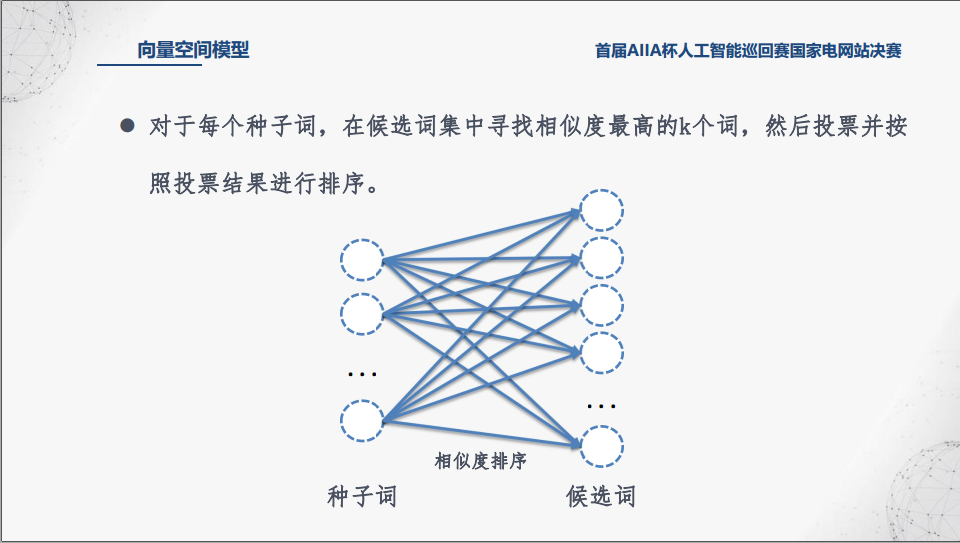 向量空间模型
首届AIIA杯人工智能巡回赛国家电网站决赛
● 对于每个种子词，在候选词集中寻找相似度最高的k个词，然后投票并按
照投票结果进行排序。
...
...
相似度排序
种子词
候选词